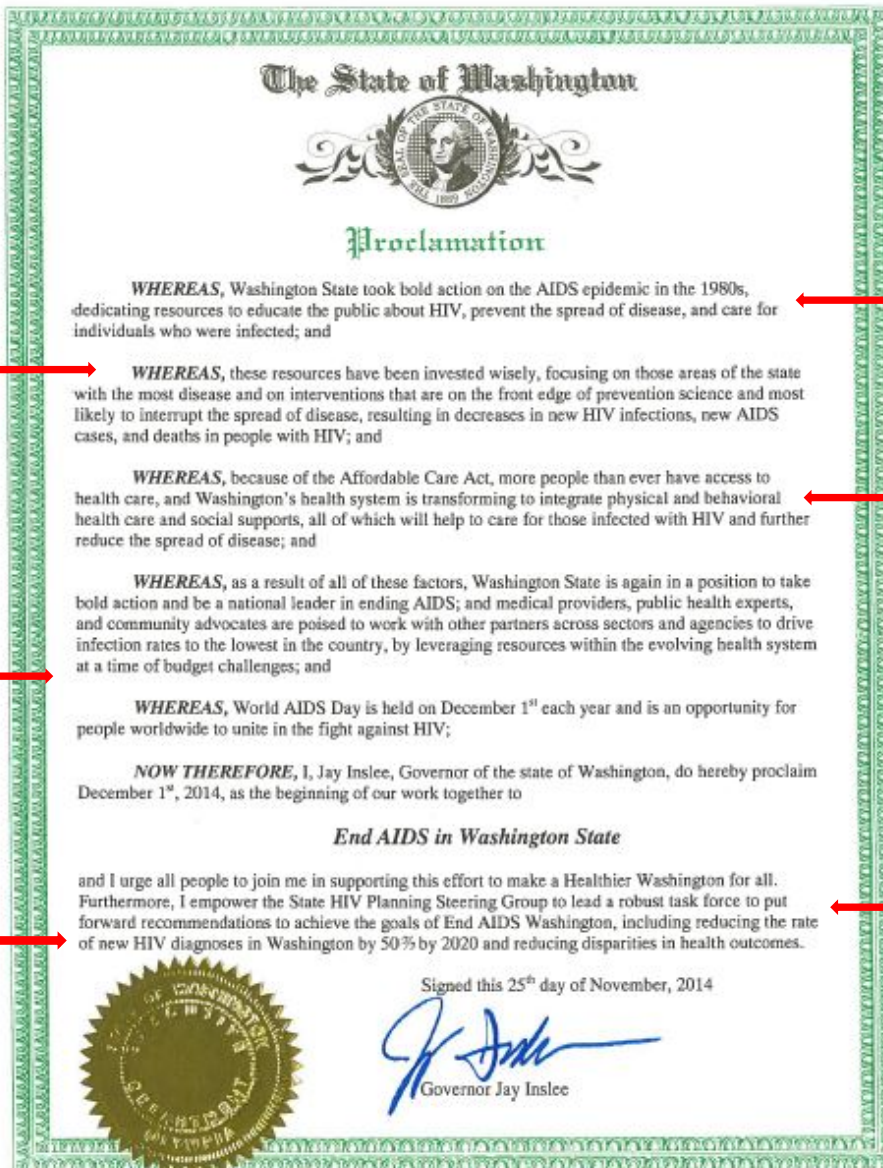 The State of Washington
THE SEAL OF THE STATE OF WASHINGTON
1889
Proclamation
WHEREAS, Washington State took bold action on the AIDS epidemic in the 1980s,
dedicating resources to educate the public about HIV, prevent the spread of disease, and care for
individuals who were infected; and
WHEREAS, these resources have been invested wisely, focusing on those areas of the state
with the most disease and on interventions that are on the front edge of prevention science and most
likely to interrupt the spread of disease, resulting in decreases in new HIV infections, new AIDS
cases, and deaths in people with HIV; and
WHEREAS, because of the Affordable Care Act, more people than ever have access to
health care, and Washington's health system is transforming to integrate physical and behavioral
health care and social supports, all of which will help to care for those infected with HIV and further
reduce the spread of disease; and
WHEREAS, as a result of all of these factors, Washington State is again in a position to take
bold action and be a national leader in ending AIDS; and medical providers, public health experts,
and community advocates are poised to work with other partners across sectors and agencies to drive
infection rates to the lowest in the country, by leveraging resources within the evolving health system
at a time of budget challenges; and
WHEREAS, World AIDS Day is held on December 1st each year and is an opportunity for
people worldwide to unite in the fight against HIV;
NOW THEREFORE, I, Jay Inslee, Governor of the state of Washington, do hereby proclaim
December 1st, 2014, as the beginning of our work together to
End AIDS in Washington State
and I urge all people to join me in supporting this effort to make a Healthier Washington for all.
Furthermore, I empower the State HIV Planning Steering Group to lead a robust task force to put
forward recommendations to achieve the goals of End AIDS Washington, including reducing the rate
of new HIV diagnoses in Washington by 50% by 2020 and reducing disparities in health outcomes.
Signed this 25th day of November, 2014
Governor Jay Inslee